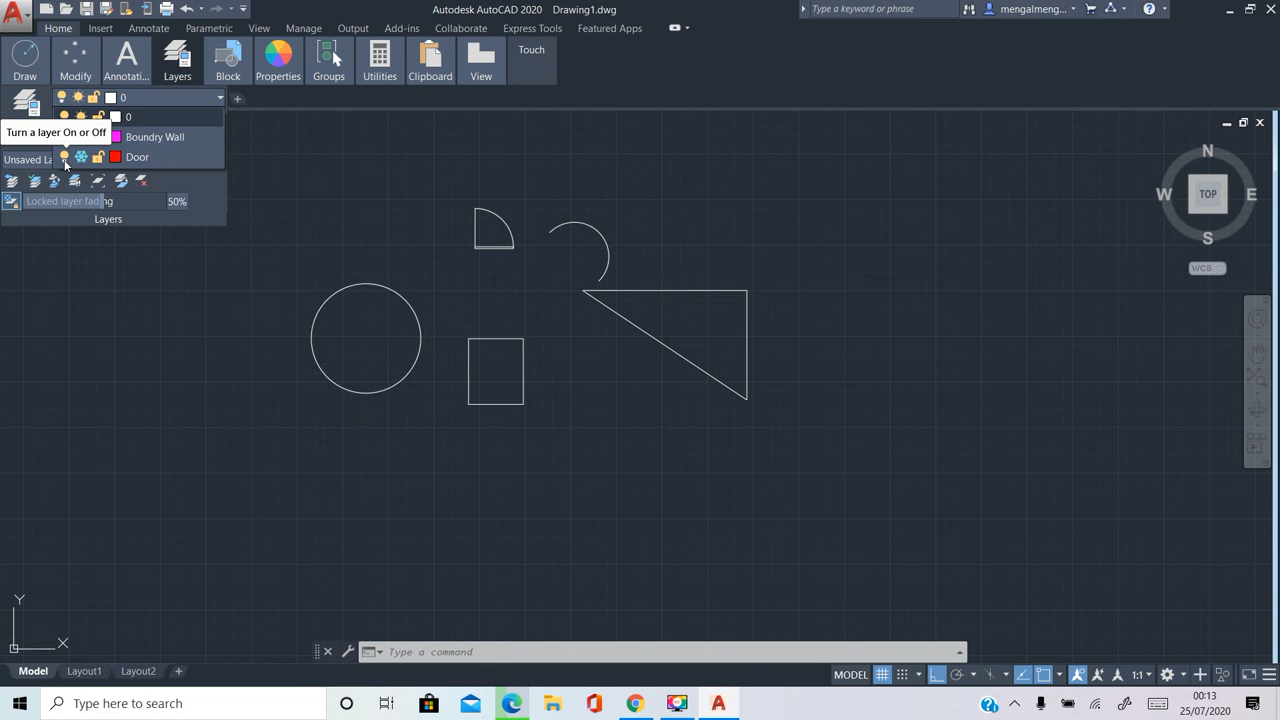 Autodesk AutoCAD 2020 Drawing1.dwg
Type a keyword or phrase
mengalmeng...
Home Insert Annotate Parametric View Manage Output Add-ins Collaborate Express Tools Featured Apps
Draw
Modify
Annotati...
Layers
Block
Properties
Groups
Utilities
Clipboard
View
Touch
0
0
Turn a layer On or Off
Boundry Wall
Unsaved La
Door
Locked layer fading
50%
Layers
N
W
TOP
E
S
WCS
Y
X
Type a command
Model
Layout1
Layout2
MODEL
1:1
Type here to search
00:13
25/07/2020